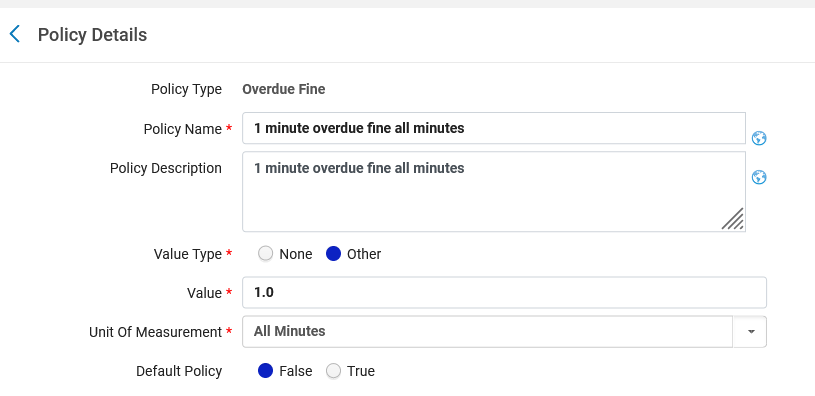 Policy Details
Policy Type Overdue Fine
Policy Name * 1 minute overdue fine all minutes
Policy Description 1 minute overdue fine all minutes
Value Type * None Other
Value * 1.0
Unit Of Measurement * All Minutes
Default Policy False True